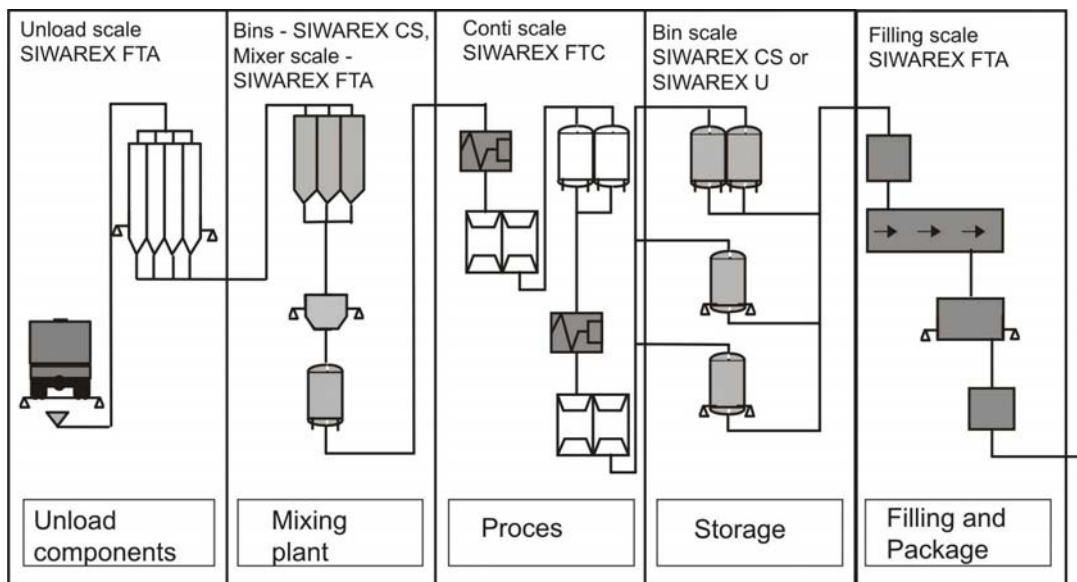 Unload scale
SIWAREX FTA
Bins - SIWAREX CS,
Mixer scale -
SIWAREX FTA
Conti scale
SIWAREX FTC
Bin scale
SIWAREX CS or
SIWAREX U
Filling scale
SIWAREX FTA
Unload
components
Mixing
plant
Proces
Storage
Filling and
Package